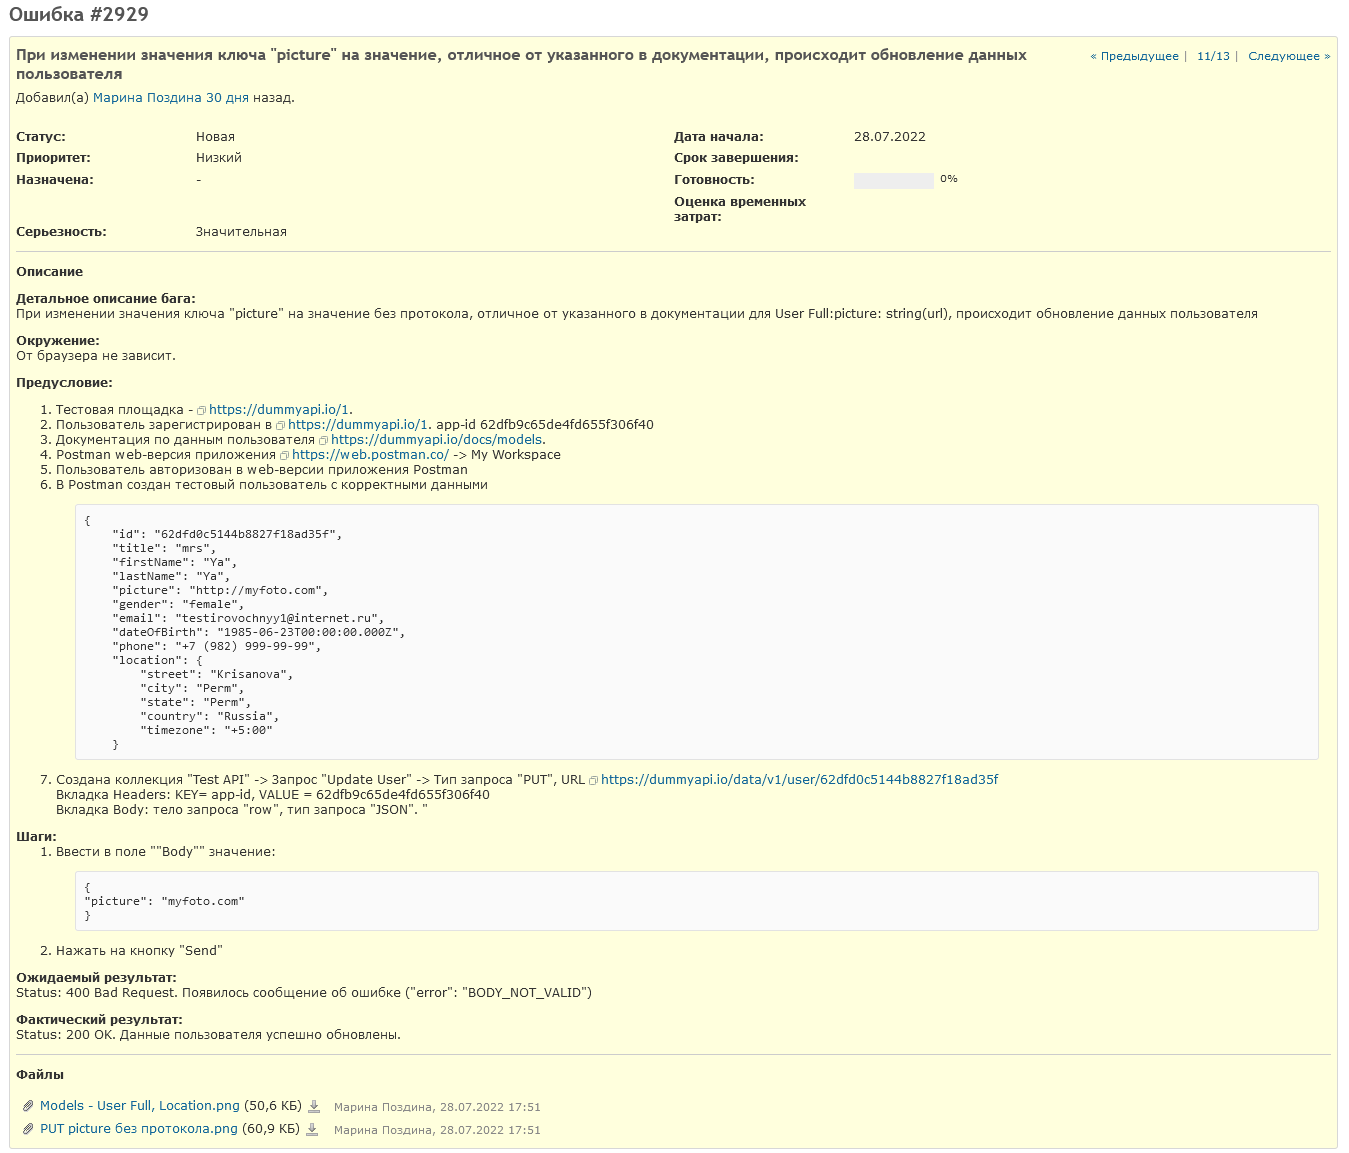 Ошибка #2929
При изменении значения ключа "picture" на значение, отличное от указанного в документации, происходит обновление данных
пользователя
« Предыдущее | 11/13 | Следующее »
Добавил(а) Марина Поздина 30 дня назад.
Статус: Новая Дата начала: 28.07.2022
Приоритет: Низкий Срок завершения:
Назначена: - Готовность: 0%
Оценка временных
затрат:
Серьезность: Значительная
Описание
Детальное описание бага:
При изменении значения ключа "picture" на значение без протокола, отличное от указанного в документации для User Full:picture: string(url), происходит обновление данных пользователя
Окружение:
От браузера не зависит.
Предусловие:
1. Тестовая площадка - https://dummyapi.io/1.
2. Пользователь зарегистрирован в https://dummyapi.io/1. app-id 62dfb9c65de4fd655f306f40
3. Документация по данным пользователя https://dummyapi.io/docs/models.
4. Postman web-версия приложения https://web.postman.co/ -> My Workspace
5. Пользователь авторизован в web-версии приложения Postman
6. В Postman создан тестовый пользователь с корректными данными
{
"id": "62dfd0c5144b8827f18ad35f",
"title": "mrs",
"firstName": "Ya",
"lastName": "Ya",
"picture": "http://myfoto.com",
"gender": "female",
"email": "testirovochnyy1@internet.ru",
"dateOfBirth": "1985-06-23T00:00:00.000Z",
"phone": "+7 (982) 999-99-99",
"location": {
"street": "Krisanova",
"city": "Perm",
"state": "Perm",
"country": "Russia",
"timezone": "+5:00"
}
7. Создана коллекция "Test API" -> Запрос "Update User" -> Тип запроса "PUT", URL https://dummyapi.io/data/v1/user/62dfd0c5144b8827f18ad35f
Вкладка Headers: KEY= app-id, VALUE = 62dfb9c65de4fd655f306f40
Вкладка Body: тело запроса "row", тип запроса "JSON". "
Шаги:
1. Ввести в поле ""Body"" значение:
{
"picture": "myfoto.com"
}
2. Нажать на кнопку "Send"
Ожидаемый результат:
Status: 400 Bad Request. Появилось сообщение об ошибке ("error": "BODY_NOT_VALID")
Фактический результат:
Status: 200 OK. Данные пользователя успешно обновлены.
Файлы
Models - User Full, Location.png (50,6 КБ) Марина Поздина, 28.07.2022 17:51
PUT picture без протокола.png (60,9 КБ) Марина Поздина, 28.07.2022 17:51